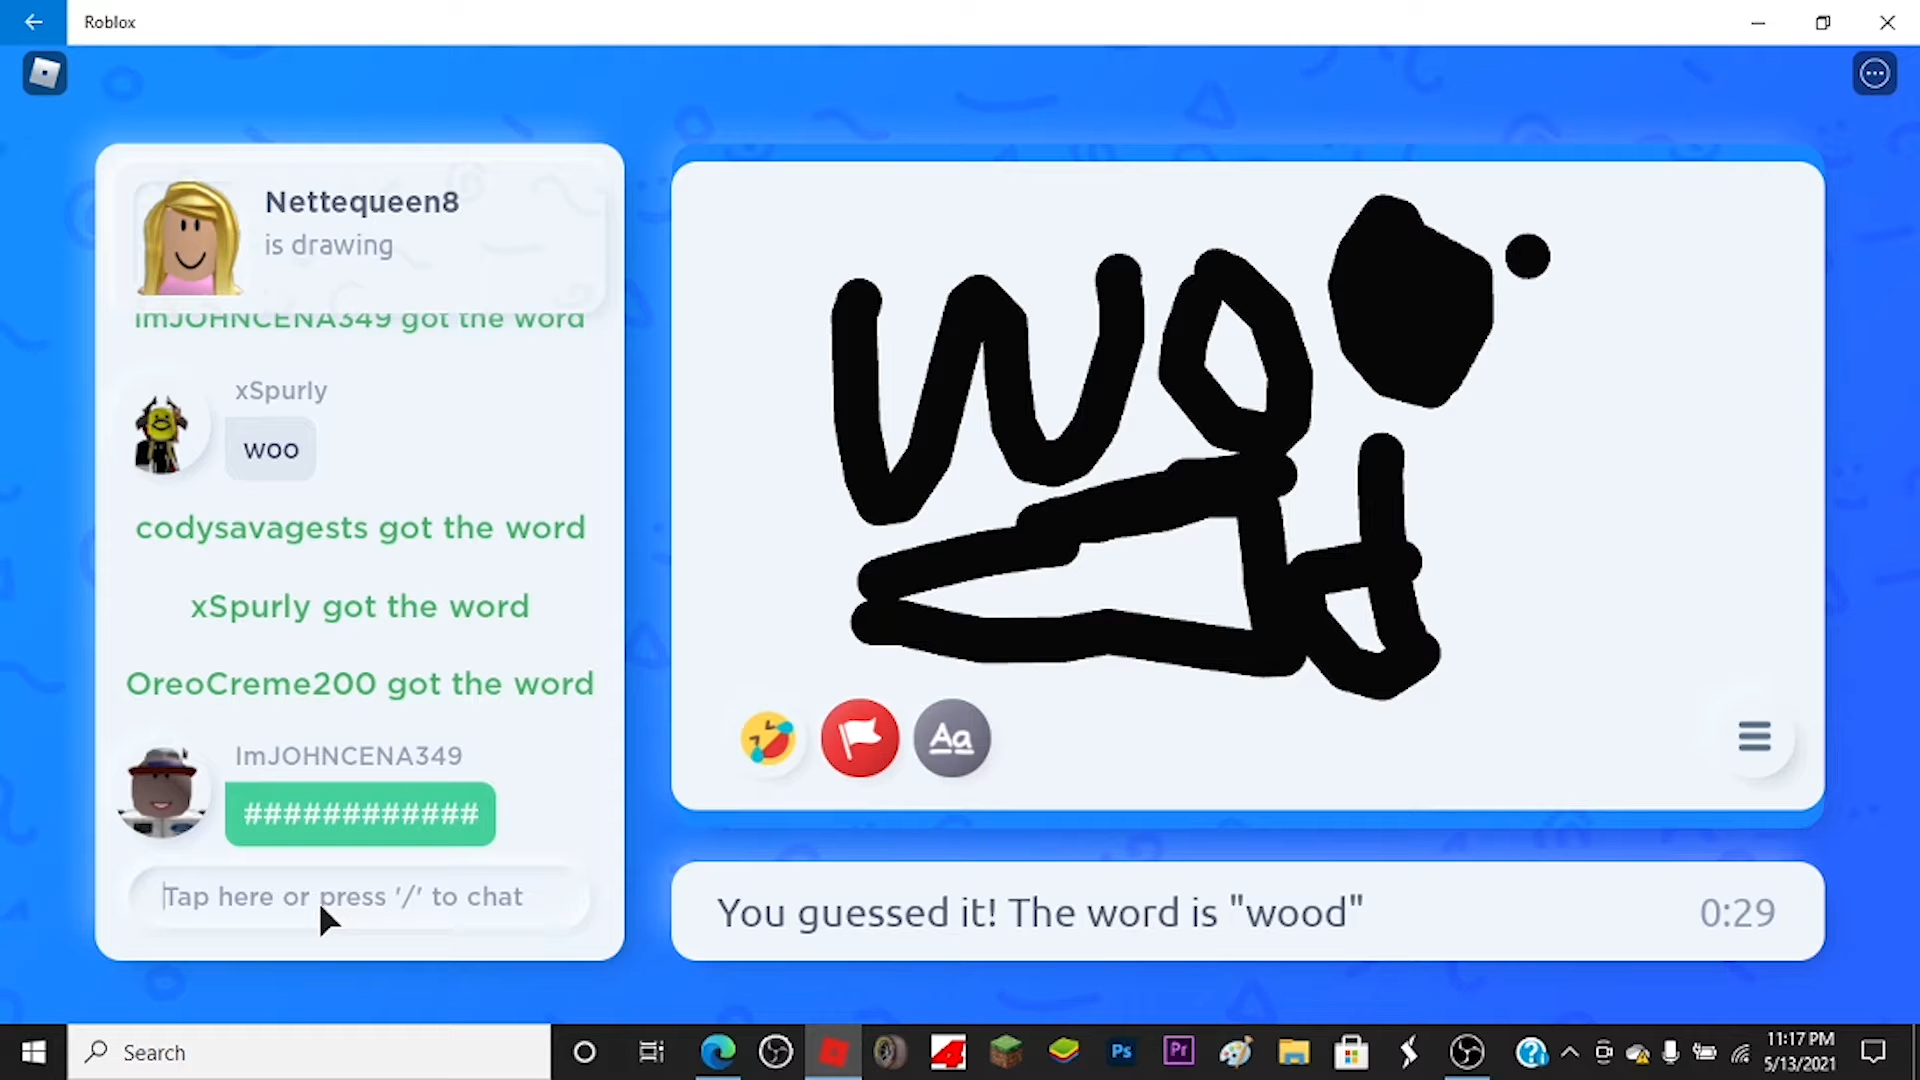 Roblox
Nettequeen8
is drawing
ImJOHNCENA349 got the word
xSpurly
woo
codysavagests got the word
xSpurly got the word
OreoCreme200 got the word
ImJOHNCENA349
############
Tap here or press '/' to chat
woo
d
Aa
You guessed it! The word is "wood"
0:29
Search
4
Ps
Pr
11:17 PM
5/13/2021